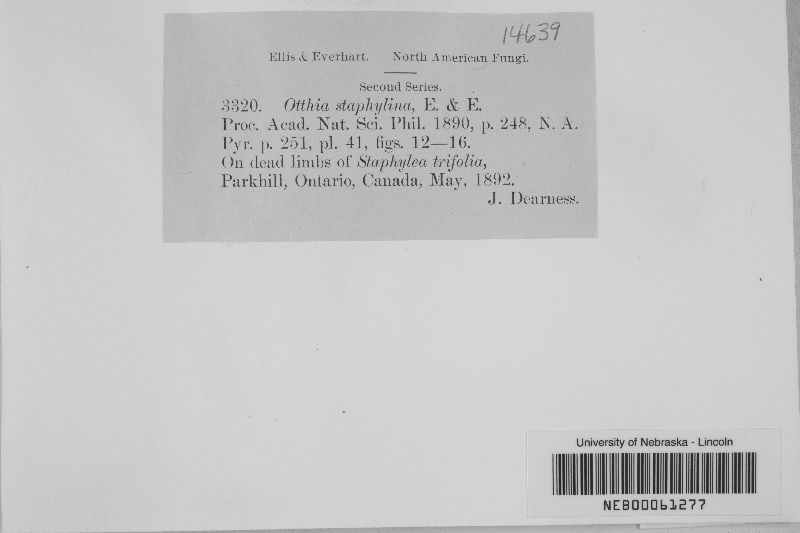 14639
Ellis & Everhart. North American Fungi.
Second Series.
3320. Otthia staphylina, E. & E.
Proc. Acad. Nat. Sci. Phil. 1890, p. 248, N. A.
Pyr. p. 251, pl. 41, figs. 12—16.
On dead limbs of Staphylea trifolia,
Parkhill, Ontario, Canada, May, 1892.
J. Dearness.
University of Nebraska - Lincoln
NEB00061277